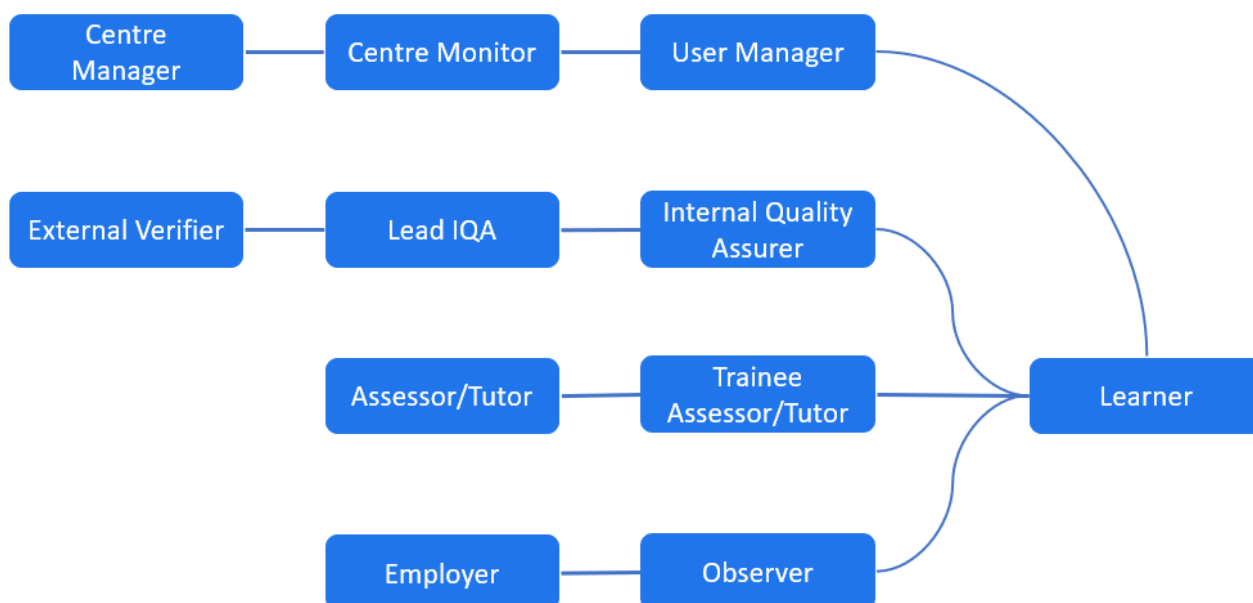 Centre
Manager
Centre Monitor
User Manager
External Verifier
Lead IQA
Internal Quality
Assurer
Assessor/Tutor
Trainee
Assessor/Tutor
Learner
Employer
Observer